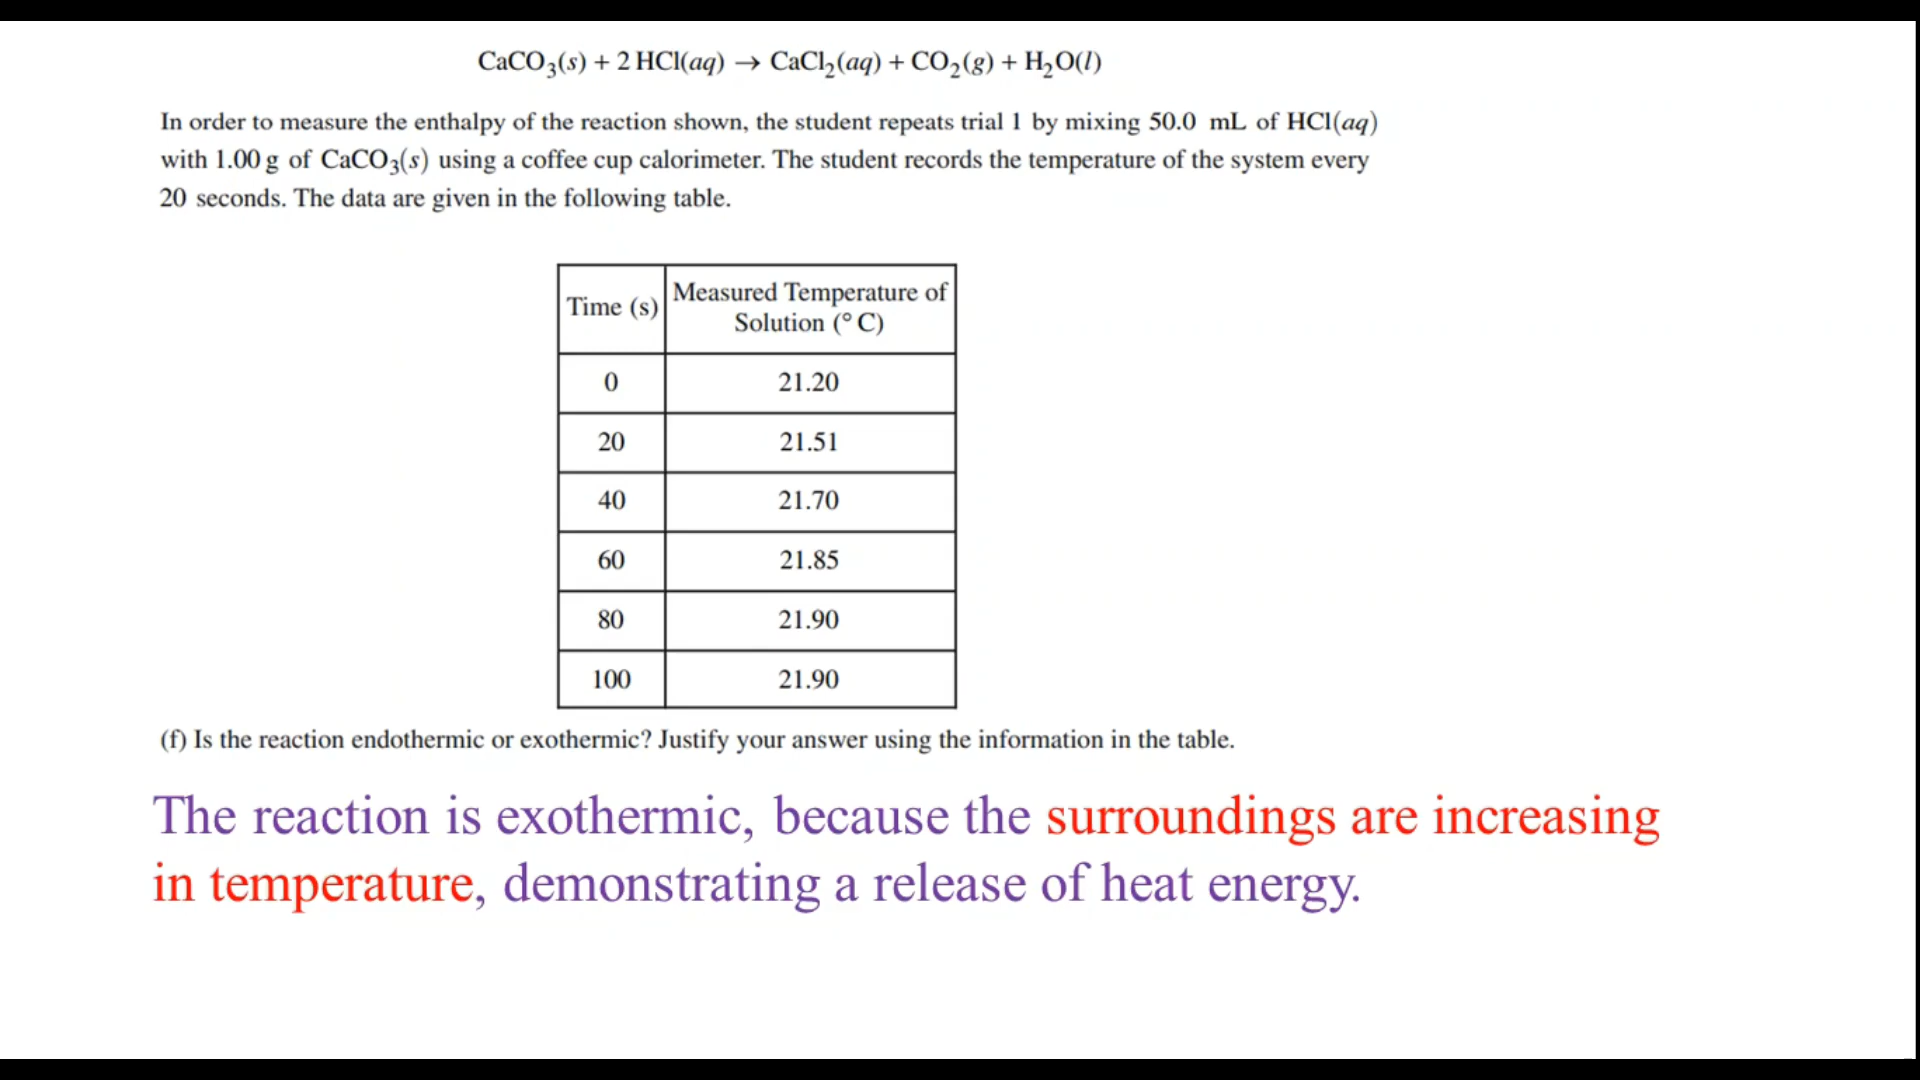 CaCO₃(s) + 2 HCl(aq) → CaCl₂(aq) + CO₂(g) + H₂O(l)
In order to measure the enthalpy of the reaction shown, the student repeats trial 1 by mixing 50.0 mL of HCl(aq)
with 1.00 g of CaCO₃(s) using a coffee cup calorimeter. The student records the temperature of the system every
20 seconds. The data are given in the following table.
Time (s) Measured Temperature of
Solution (° C)
0 21.20
20 21.51
40 21.70
60 21.85
80 21.90
100 21.90
(f) Is the reaction endothermic or exothermic? Justify your answer using the information in the table.
The reaction is exothermic, because the surroundings are increasing
in temperature, demonstrating a release of heat energy.